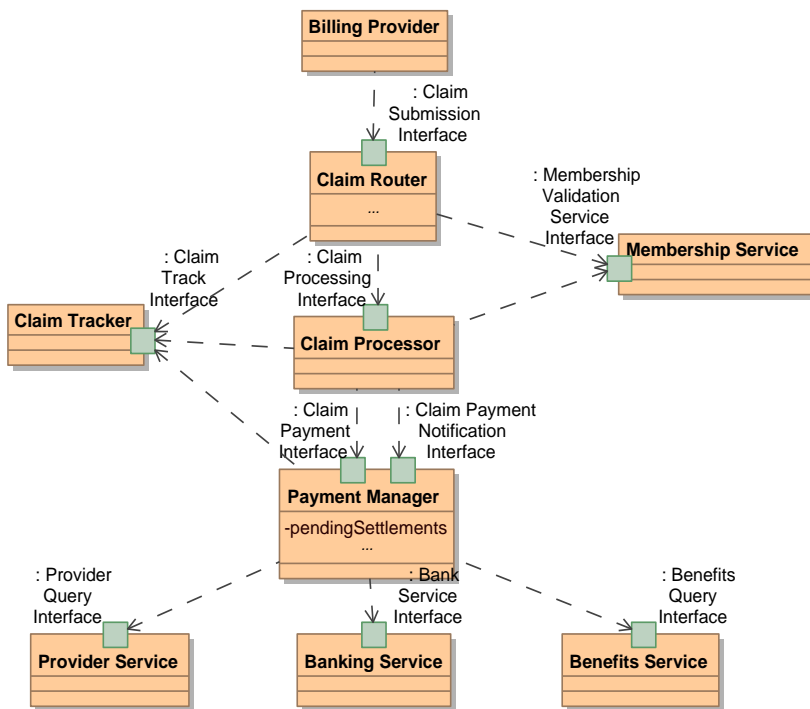 Billing Provider
: Claim
Submission
Interface
Claim Router
...
: Membership
Validation
Service
Interface
Membership Service
: Claim
Track
Interface
: Claim
Processing
Interface
Claim Tracker
Claim Processor
: Claim
Payment
Interface
: Claim Payment
Notification
Interface
Payment Manager
-pendingSettlements
...
: Provider
Query
Interface
: Bank
Service
Interface
: Benefits
Query
Interface
Provider Service
Banking Service
Benefits Service